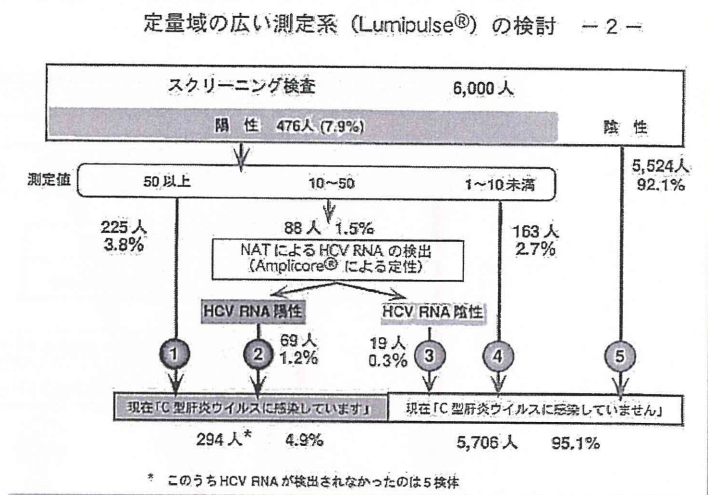 定量域の広い測定系(Lumipulse®)の検討 －2－
スクリーニング検査 6,000人
陽 性 476人 (7.9%) 陰 性
5,524人
92.1%
測定値 50以上 10～50 1～10未満
225人
3.8%
88人 1.5%
163人
2.7%
NATによるHCV RNAの検出
(Amplicore®による定性)
HCV RNA陽性 HCV RNA陰性
69人
1.2%
19人
0.3%
1 2 3 4 5
現在「C型肝炎ウイルスに感染しています」 現在「C型肝炎ウイルスに感染していません」
294人* 4.9% 5,706人 95.1%
* このうちHCV RNAが検出されなかったのは5検体